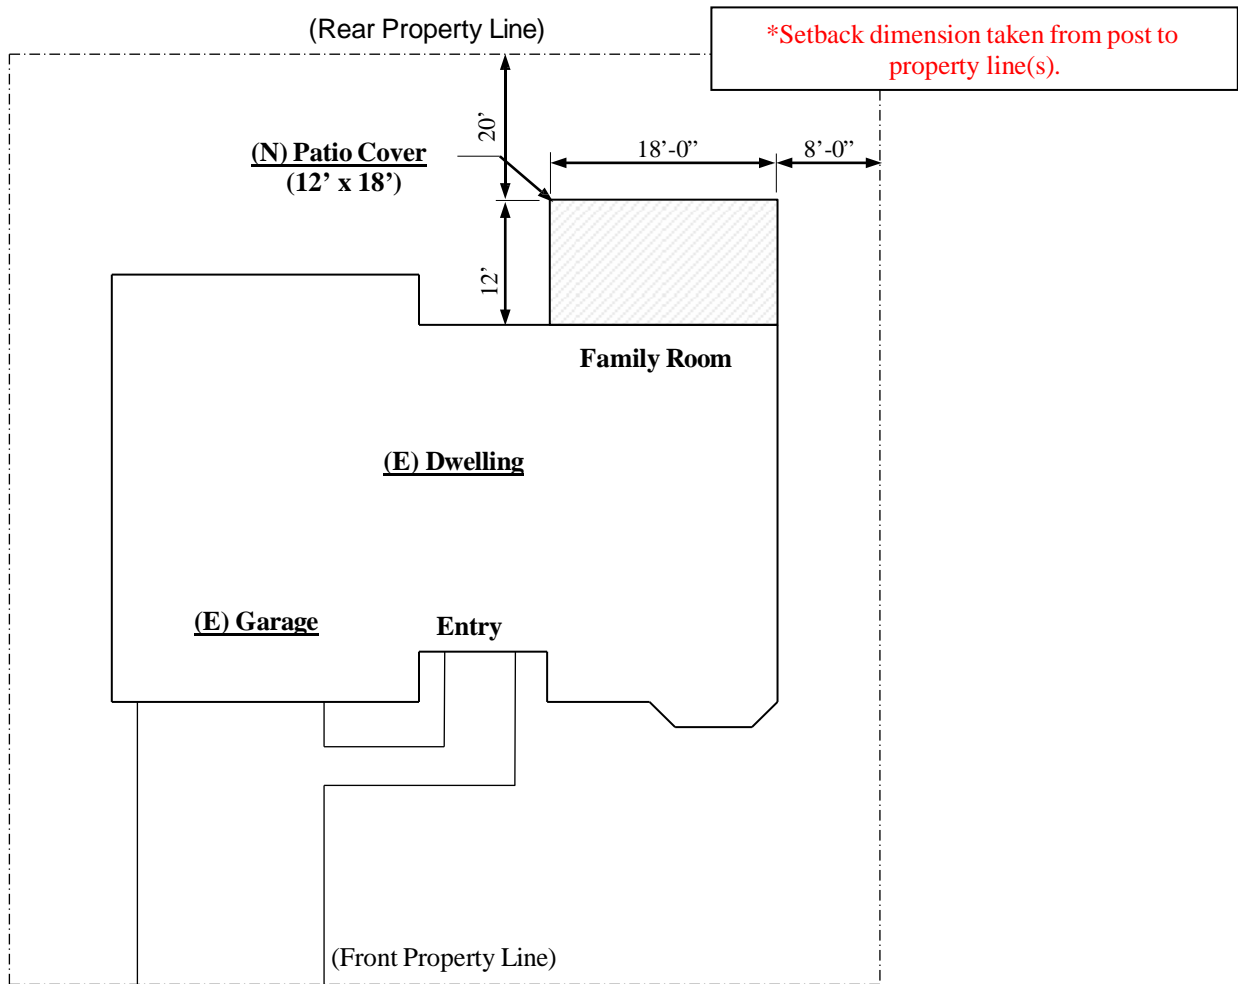 (Rear Property Line)
*Setback dimension taken from post to
property line(s).
20’
(N) Patio Cover
(12’ x 18’)
18’-0”
8’-0”
12’
Family Room
(E) Dwelling
(E) Garage
Entry
(Front Property Line)